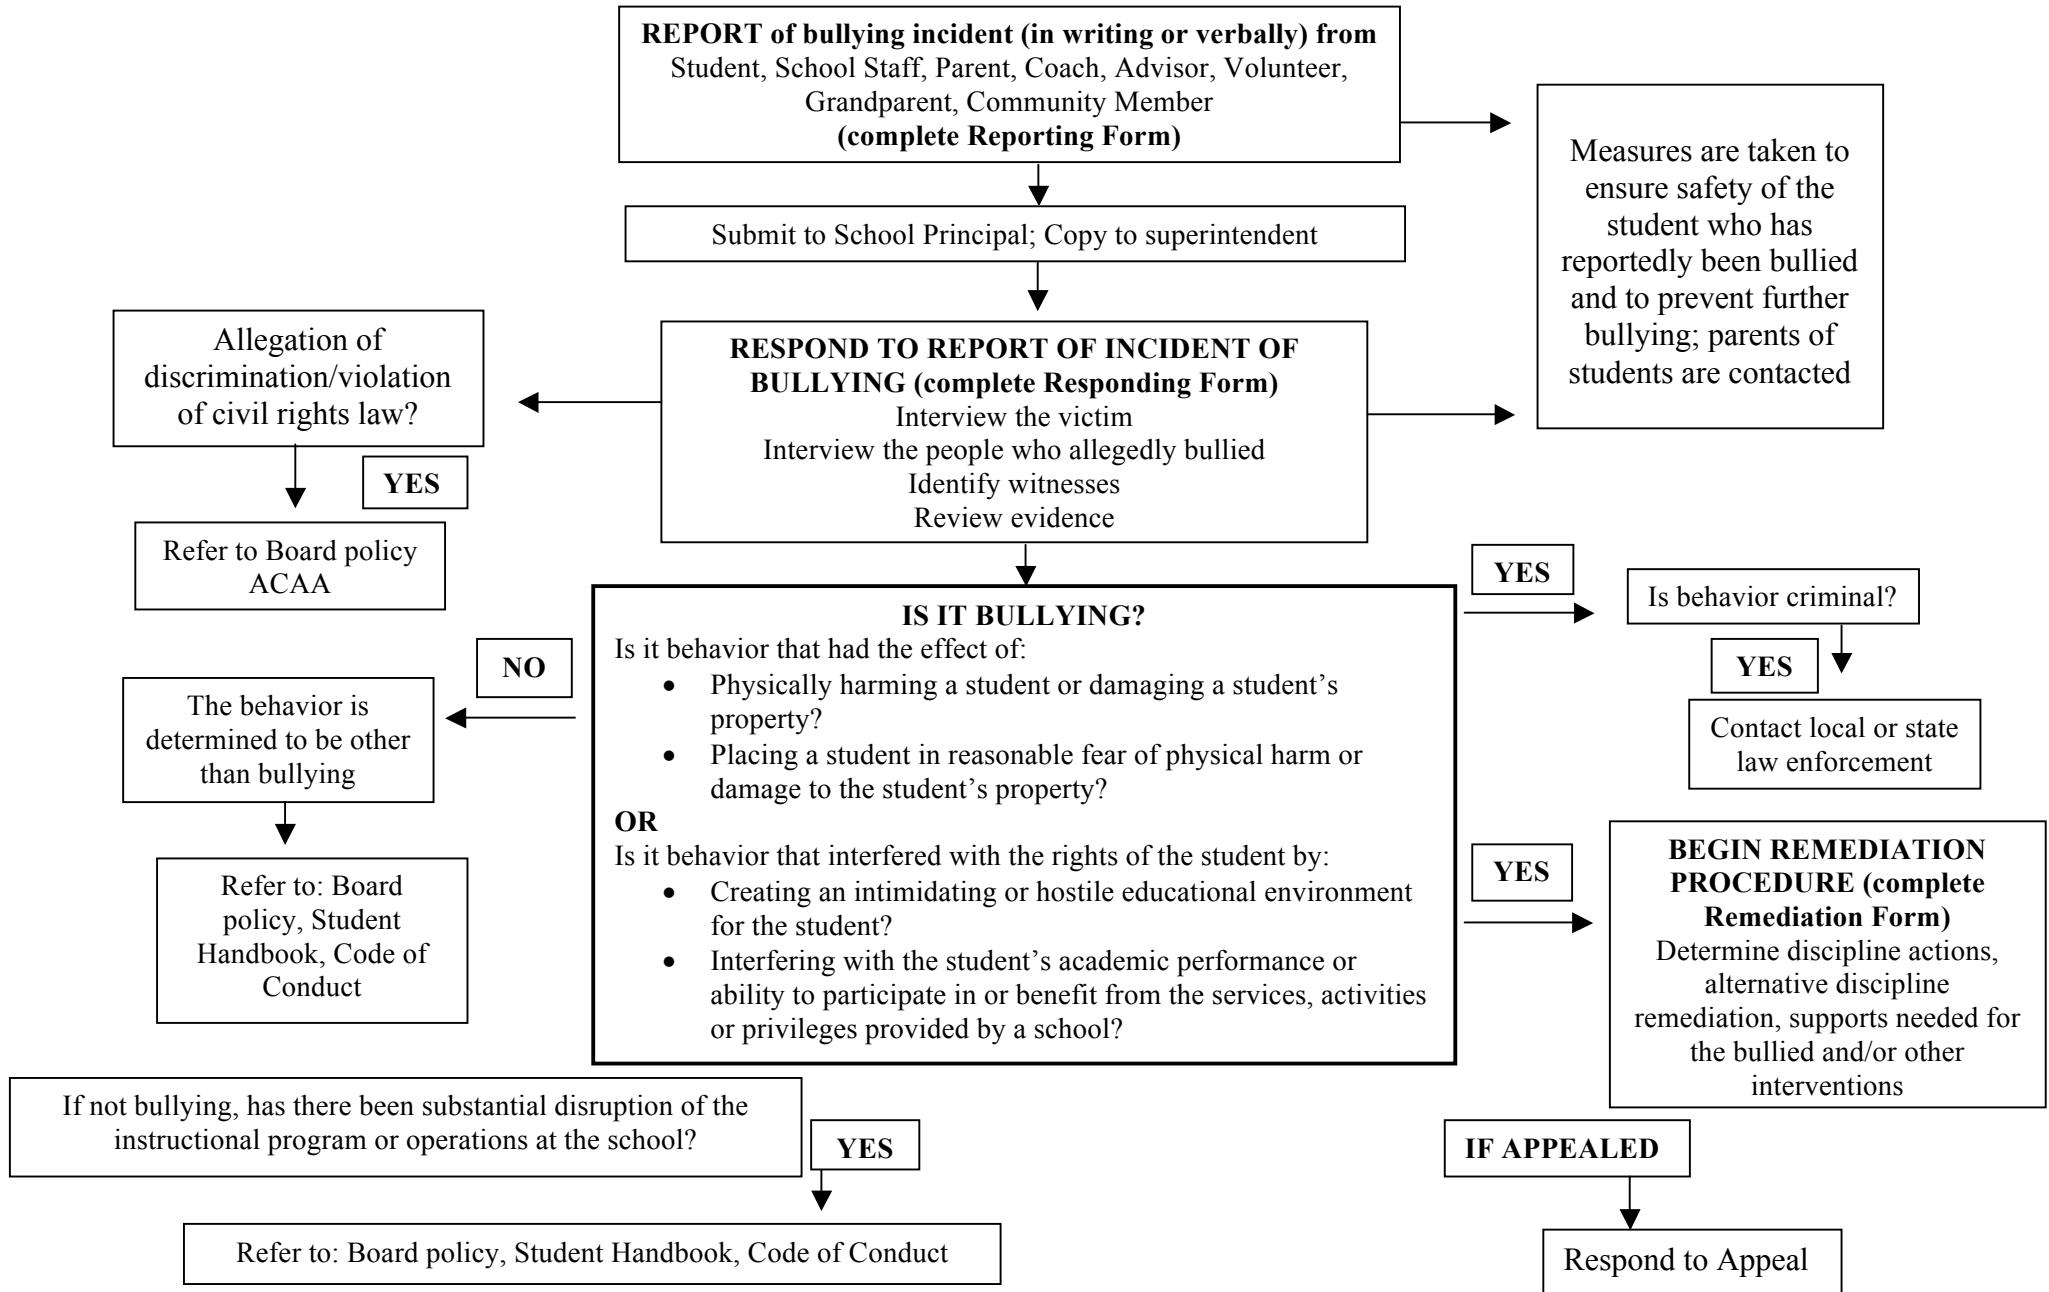 REPORT of bullying incident (in writing or verbally) from
Student, School Staff, Parent, Coach, Advisor, Volunteer,
Grandparent, Community Member
(complete Reporting Form)
Measures are taken to
ensure safety of the
student who has
reportedly been bullied
and to prevent further
bullying; parents of
students are contacted
Submit to School Principal; Copy to superintendent
Allegation of
discrimination/violation
of civil rights law?
YES
Refer to Board policy
ACAA
RESPOND TO REPORT OF INCIDENT OF
BULLYING (complete Responding Form)
Interview the victim
Interview the people who allegedly bullied
Identify witnesses
Review evidence
YES
Is behavior criminal?
YES
Contact local or state
law enforcement
NO
The behavior is
determined to be other
than bullying
Refer to: Board
policy, Student
Handbook, Code of
Conduct
IS IT BULLYING?
Is it behavior that had the effect of:
• Physically harming a student or damaging a student’s
property?
• Placing a student in reasonable fear of physical harm or
damage to the student’s property?
OR
Is it behavior that interfered with the rights of the student by:
• Creating an intimidating or hostile educational environment
for the student?
• Interfering with the student’s academic performance or
ability to participate in or benefit from the services, activities
or privileges provided by a school?
YES
BEGIN REMEDIATION
PROCEDURE (complete
Remediation Form)
Determine discipline actions,
alternative discipline
remediation, supports needed for
the bullied and/or other
interventions
If not bullying, has there been substantial disruption of the
instructional program or operations at the school?
YES
Refer to: Board policy, Student Handbook, Code of Conduct
IF APPEALED
Respond to Appeal